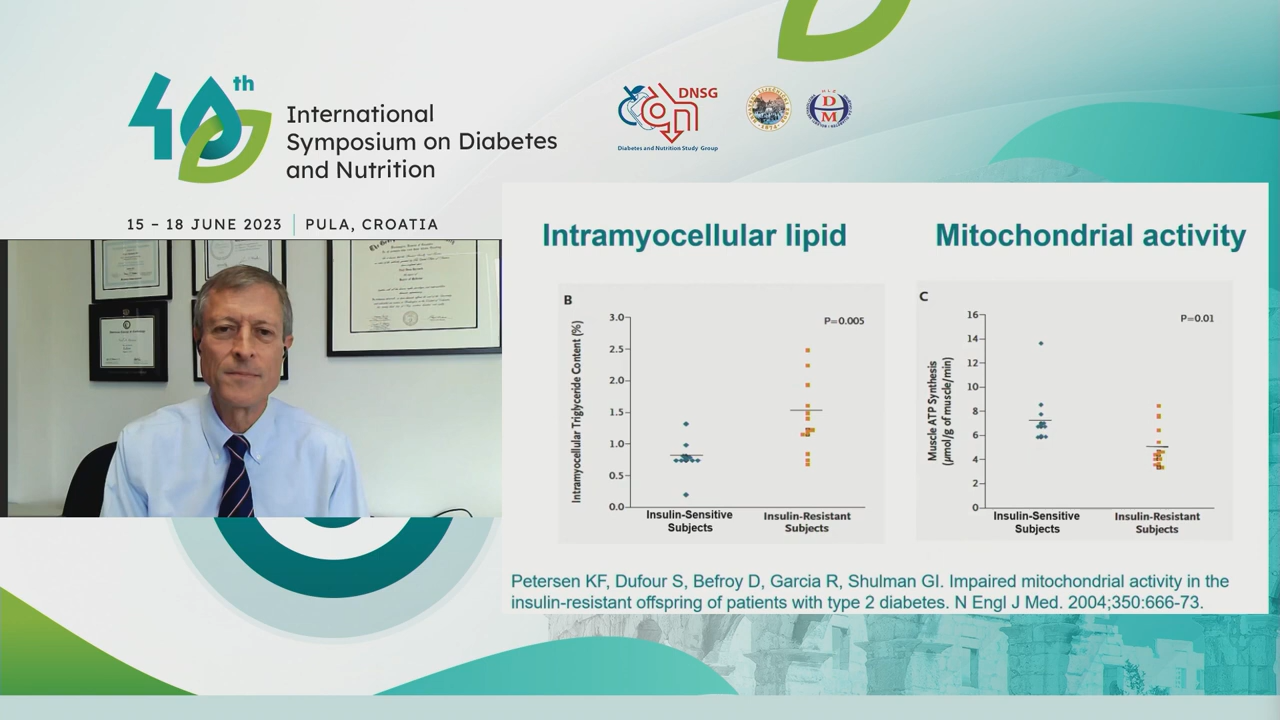 40th
International
Symposium on Diabetes
and Nutrition
15 – 18 JUNE 2023 | PULA, CROATIA
DNSG
Diabetes and Nutrition Study Group
D
M
Intramyocellular lipid
B
P=0.005
Intramyocellular Triglyceride Content (%)
3.0
2.5
2.0
1.5
1.0
0.5
0.0
Insulin-Sensitive
Subjects
Insulin-Resistant
Subjects
Mitochondrial activity
C
P=0.01
Muscle ATP Synthesis
(μmol/g of muscle/min)
16
14
12
10
8
6
4
2
0
Insulin-Sensitive
Subjects
Insulin-Resistant
Subjects
Petersen KF, Dufour S, Befroy D, Garcia R, Shulman GI. Impaired mitochondrial activity in the
insulin-resistant offspring of patients with type 2 diabetes. N Engl J Med. 2004;350:666-73.